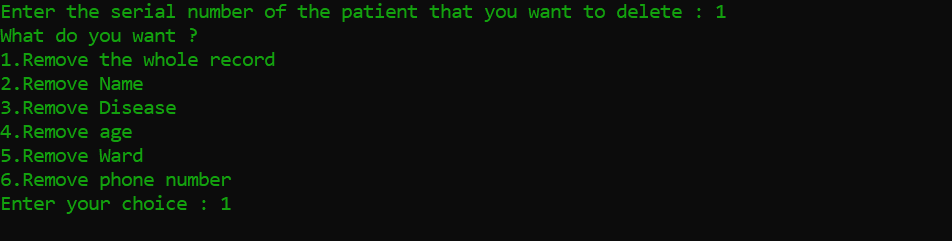 Enter the serial number of the patient that you want to delete : 1
What do you want ?
1.Remove the whole record
2.Remove Name
3.Remove Disease
4.Remove age
5.Remove Ward
6.Remove phone number
Enter your choice : 1